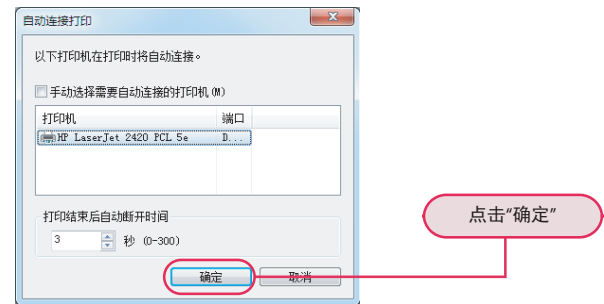 自动连接打印
以下打印机在打印时将自动连接。
手动选择需要自动连接的打印机(M)
打印机 端口
HP LaserJet 2420 PCL 5e D...
打印结束后自动断开时间
3 秒 (0-300)
点击“确定”
确定 取消